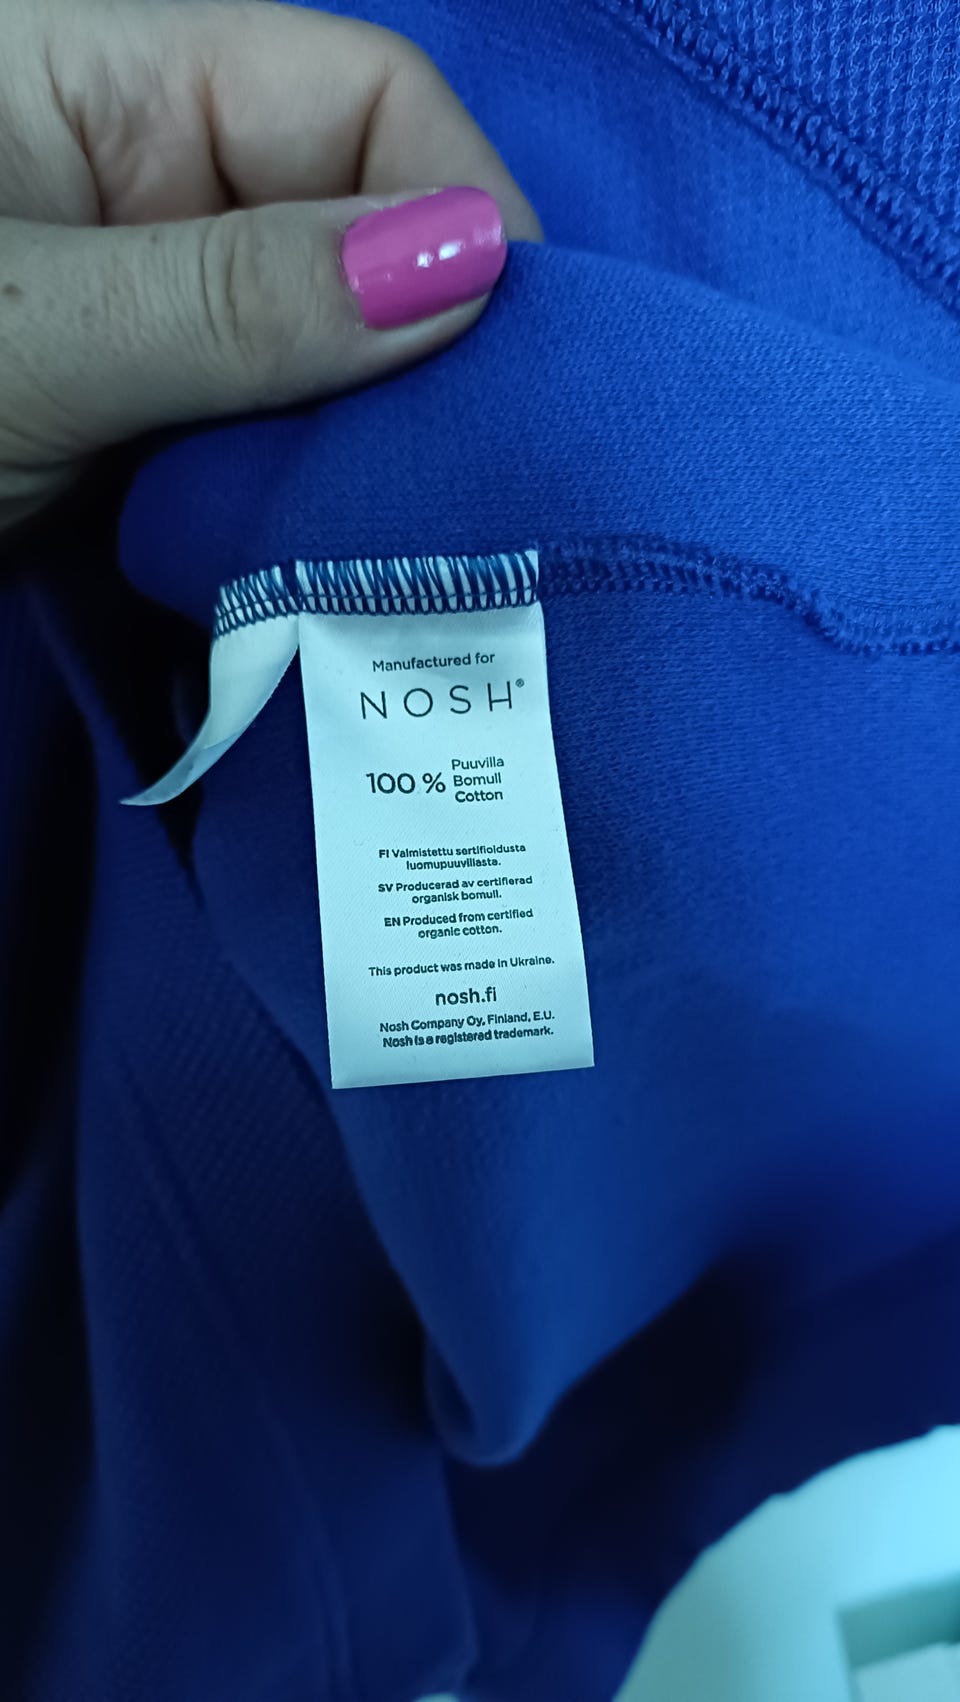 Manufactured for
NOSH®
100 % Puuvilla
Bomull
Cotton
FI Valmistettu sertifioidusta
luomupuuvillasta.
SV Producerad av certifierad
organisk bomull.
EN Produced from certified
organic cotton.
This product was made in Ukraine.
nosh.fi
Nosh Company Oy, Finland, E.U.
Nosh is a registered trademark.